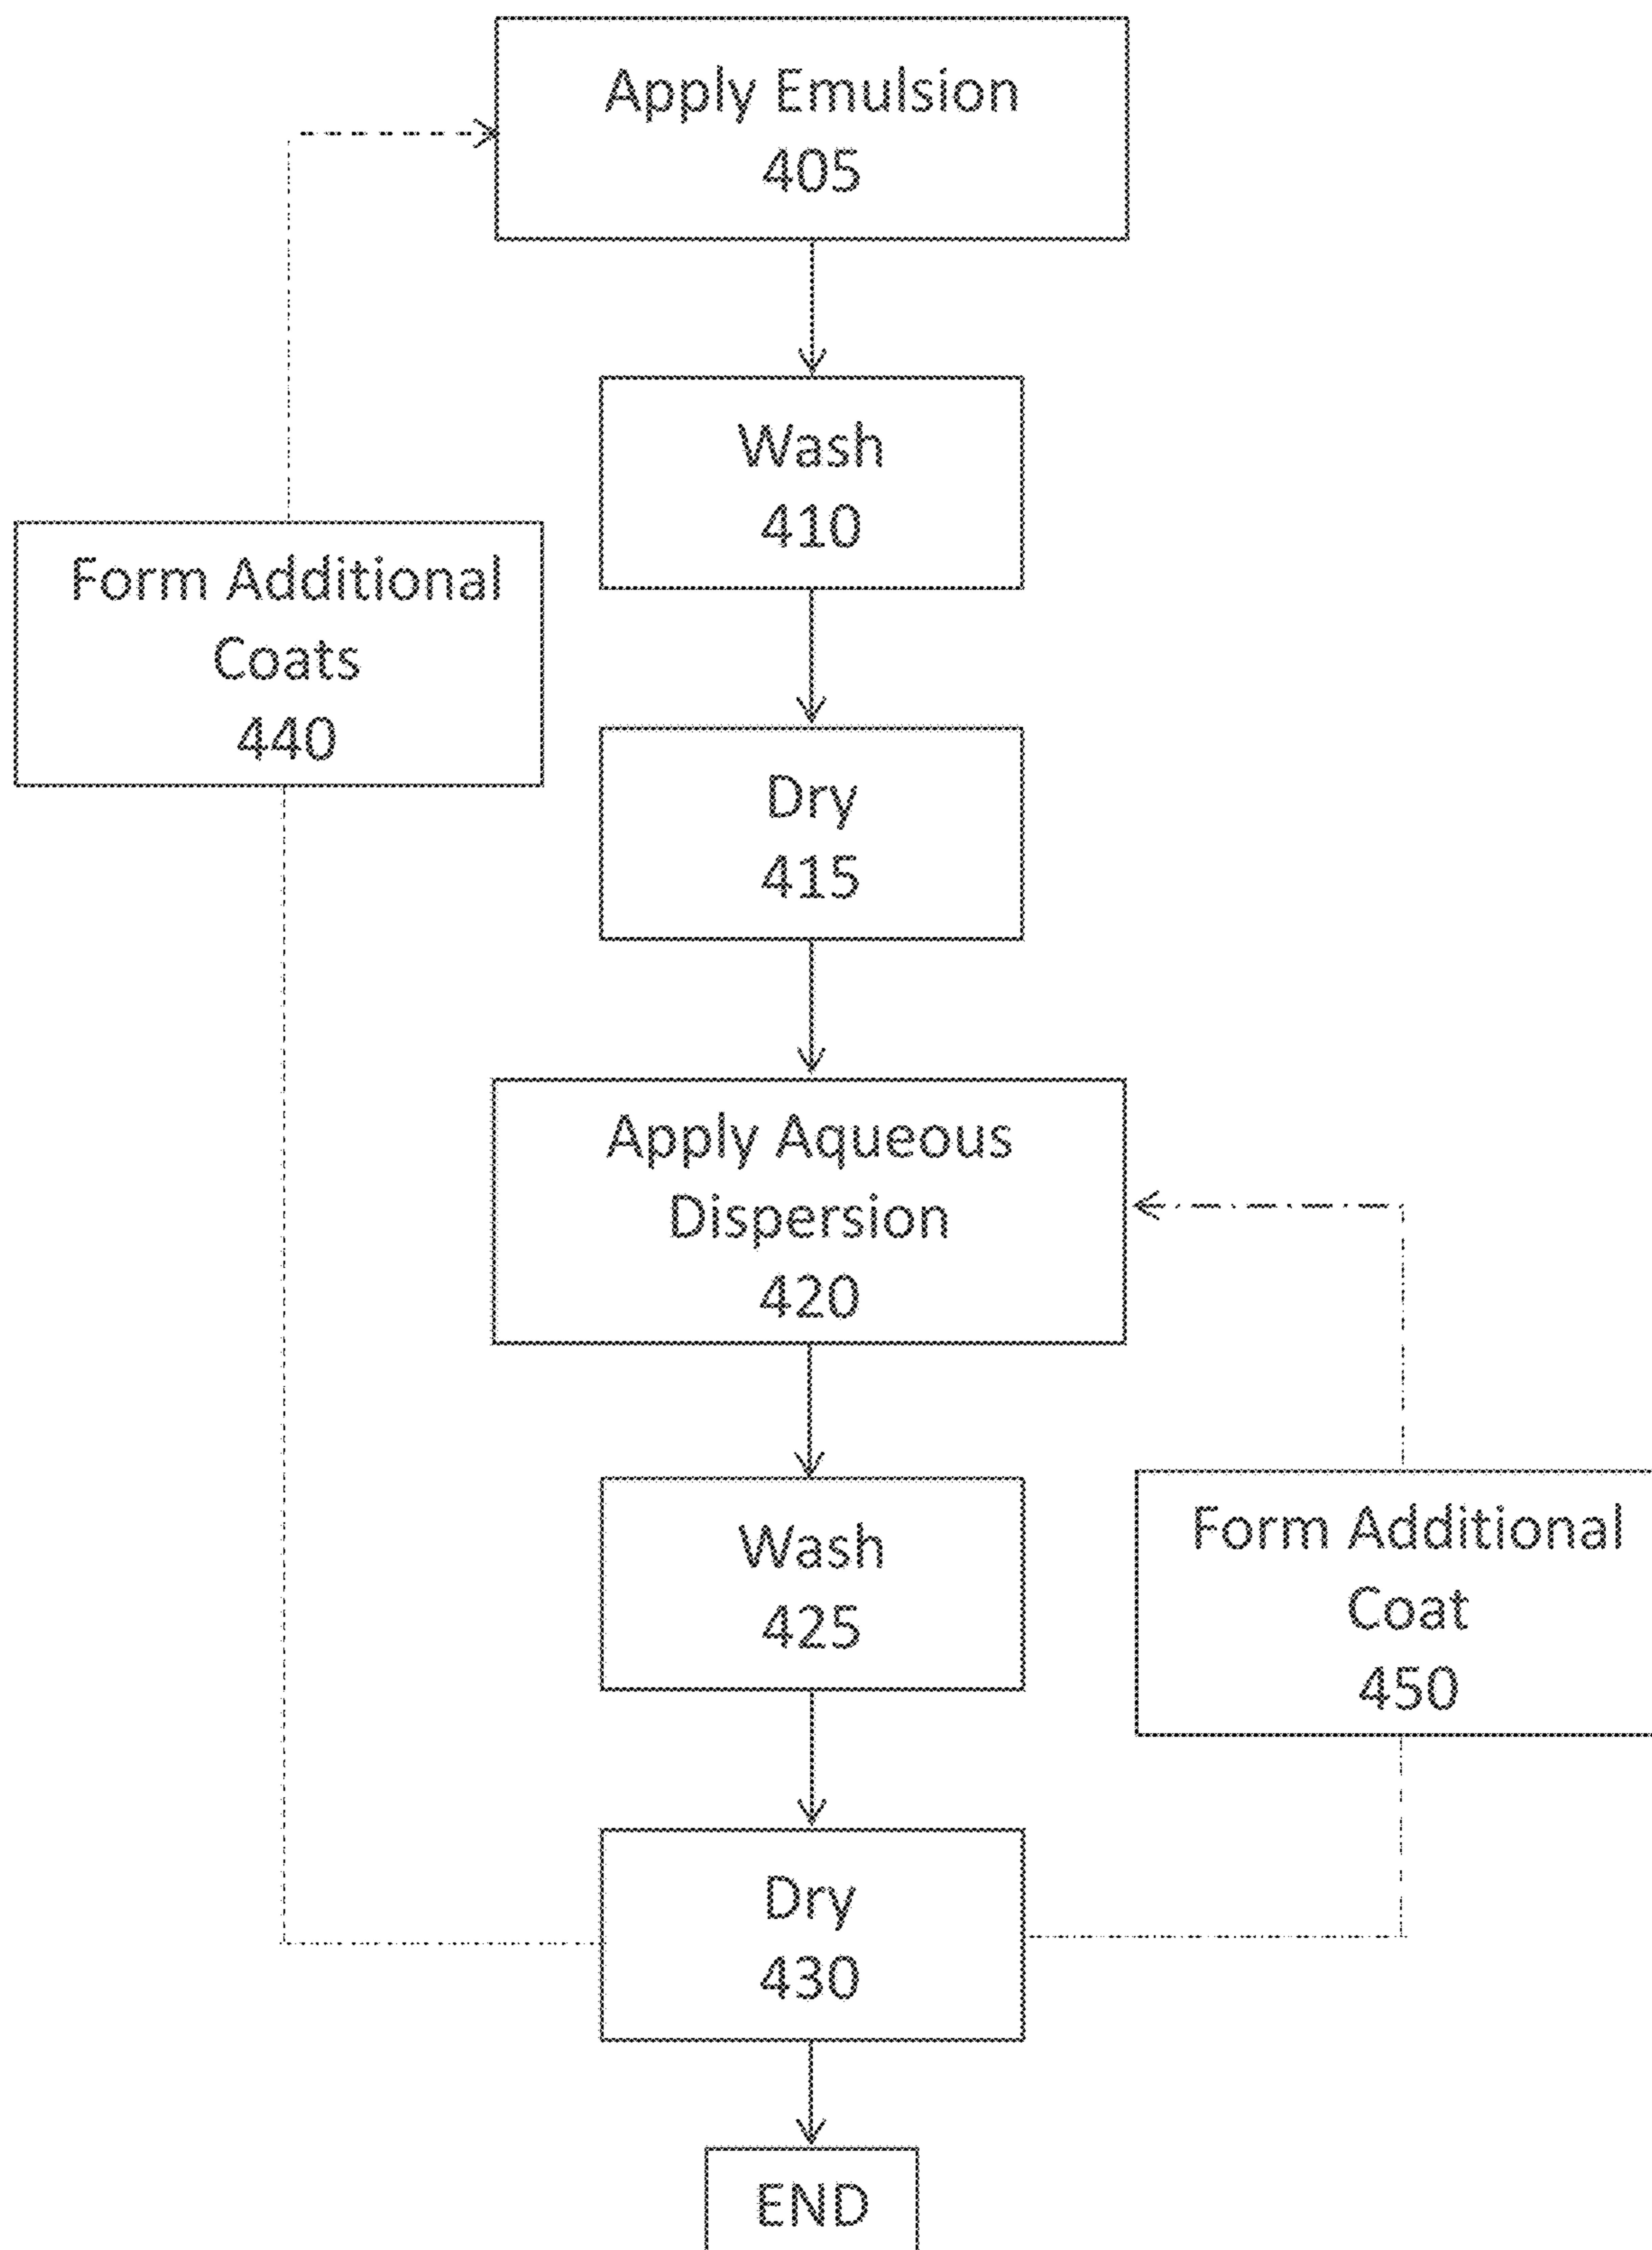 Apply Emulsion
405
Wash
410
Form Additional
Coats
440
Dry
415
Apply Aqueous
Dispersion
420
Wash
425
Form Additional
Coat
450
Dry
430
END